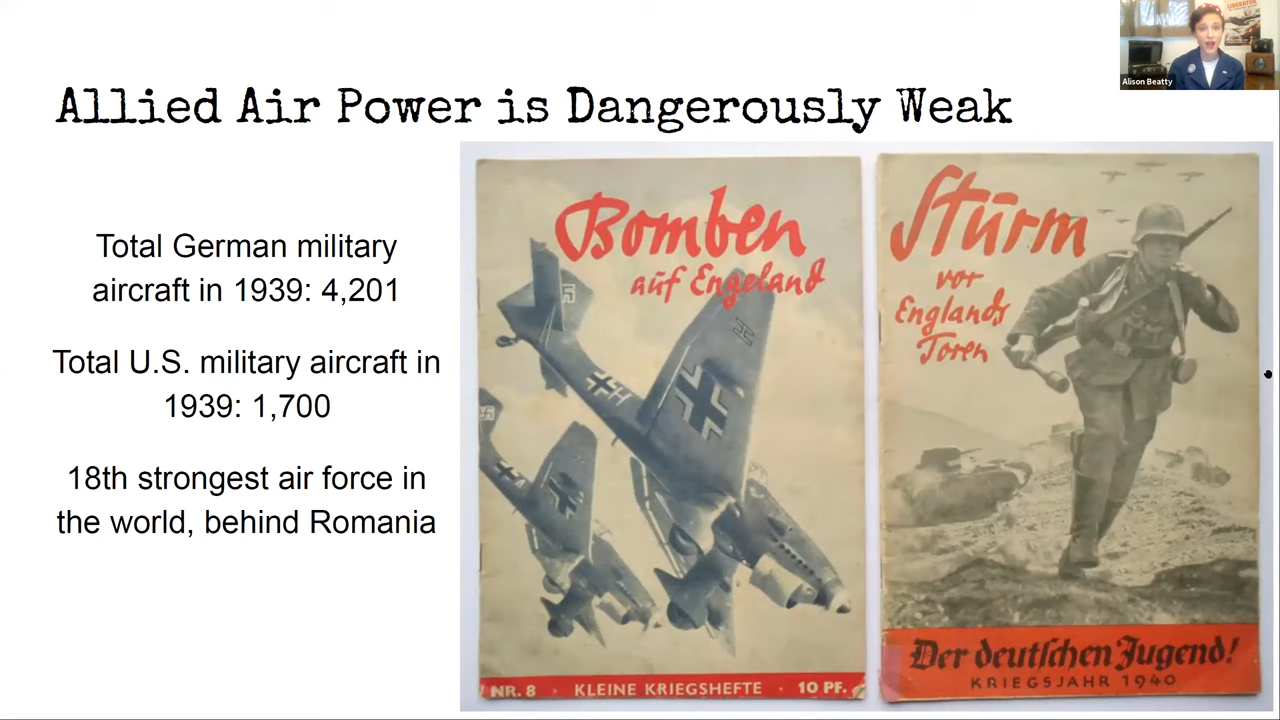 Allied Air Power is Dangerously Weak
Total German military
aircraft in 1939: 4,201
Total U.S. military aircraft in
1939: 1,700
18th strongest air force in
the world, behind Romania
Bomben
auf Engeland
H
H
NR. 8 · KLEINE KRIEGSHEFTE · 10 PF.
Sturm
vor
Englands
Toren
Der deutschen Jugend!
KRIEGSJAHR 1940
LIBERATOR
Alison Beatty